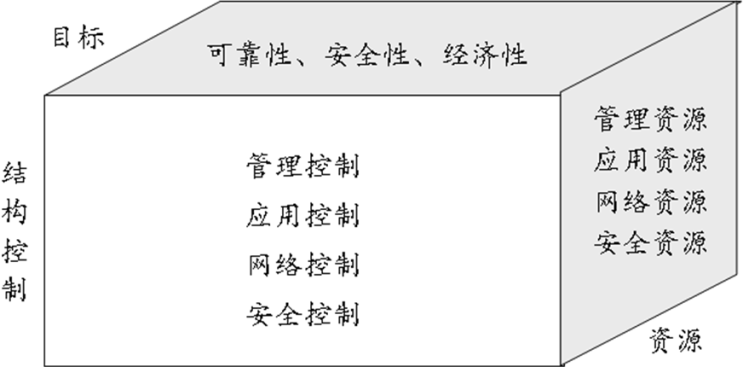 目标
可靠性、安全性、经济性
结构控制
管理控制
应用控制
网络控制
安全控制
管理资源
应用资源
网络资源
安全资源
资源